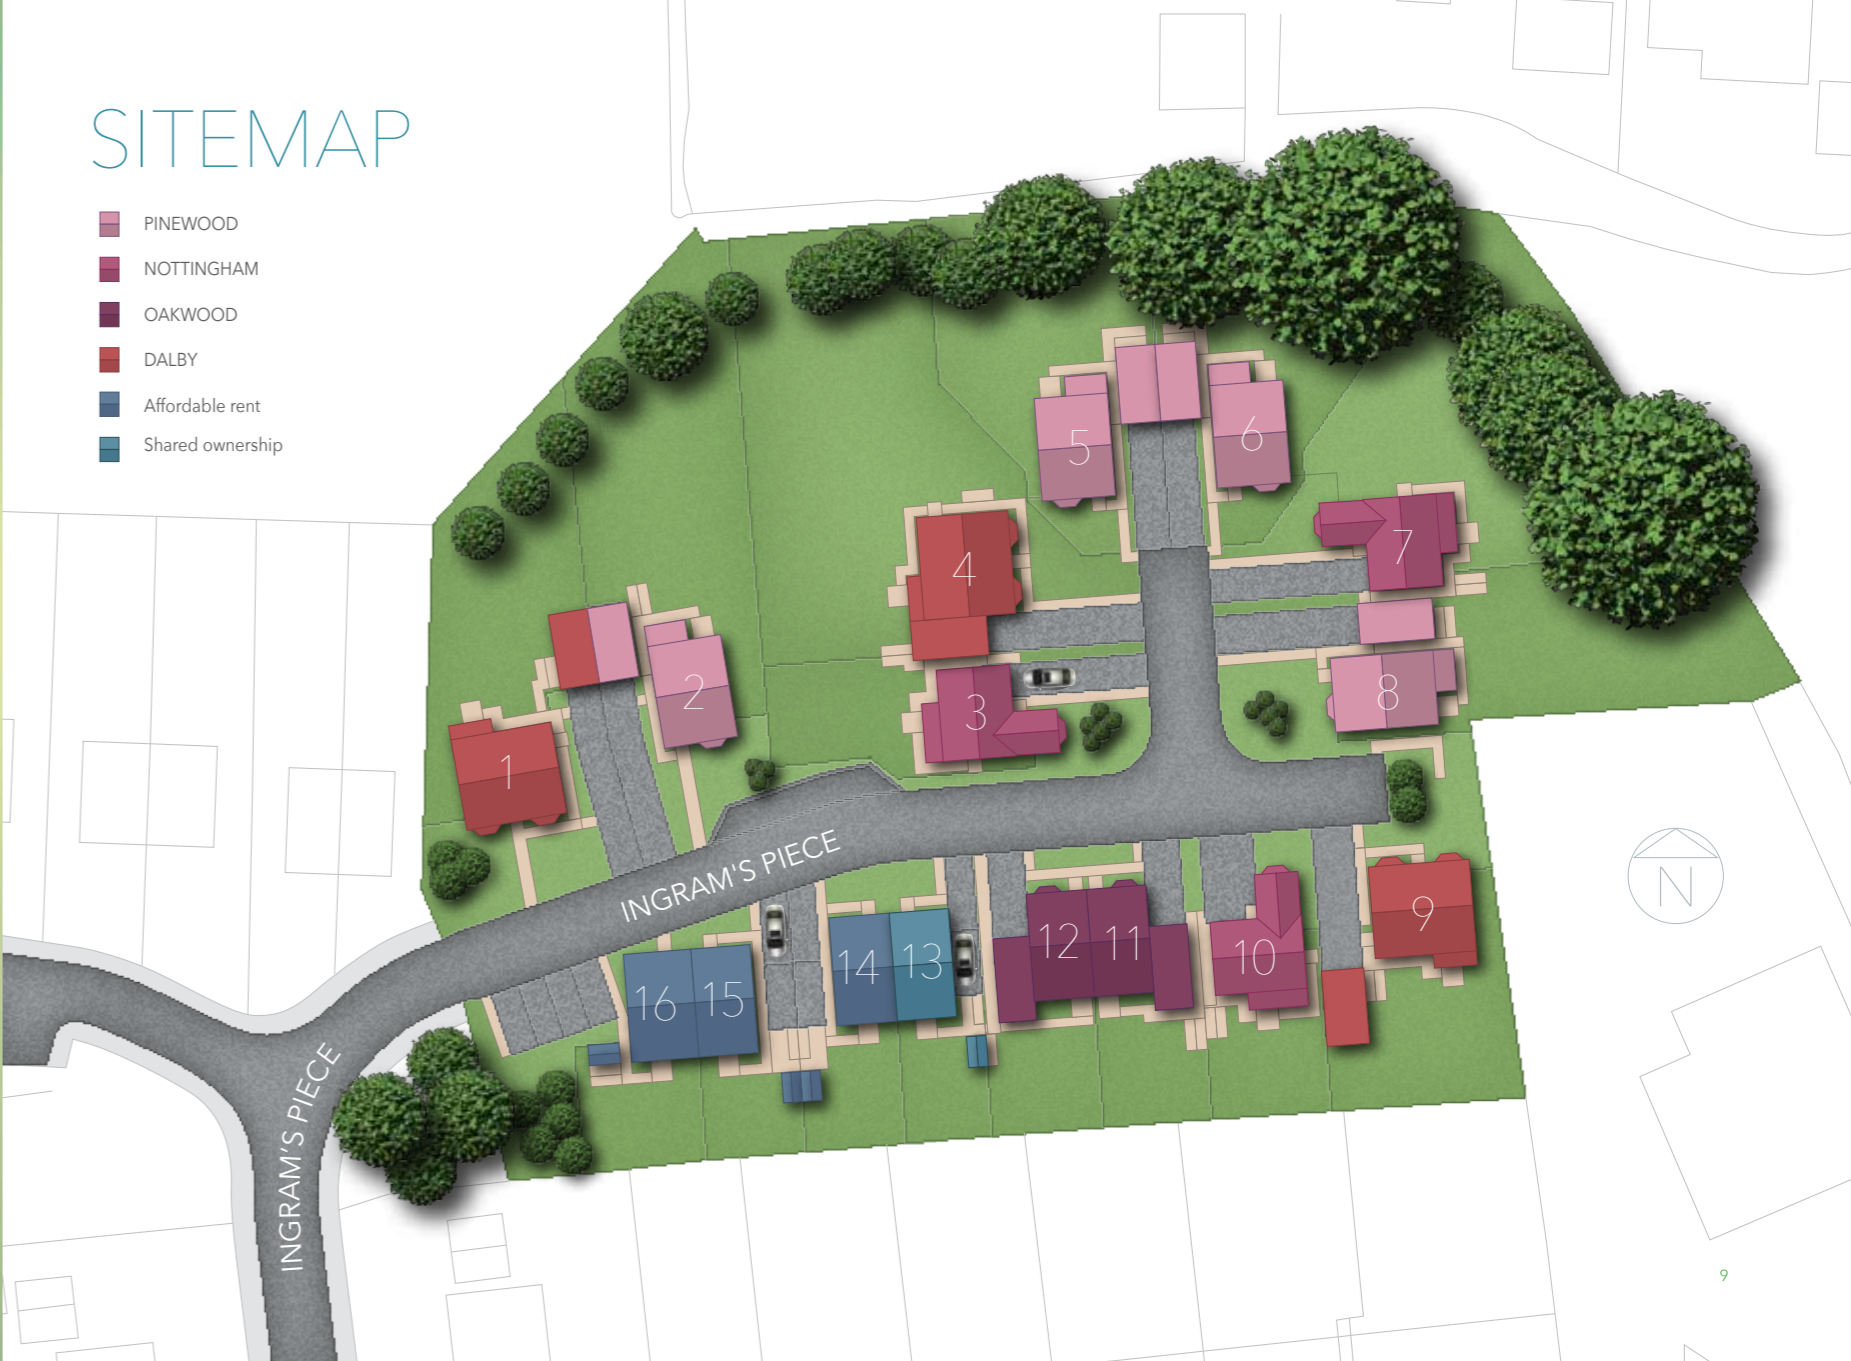 SITEMAP
PINEWOOD
NOTTINGHAM
OAKWOOD
DALBY
Affordable rent
Shared ownership
5
6
4
7
2
3
8
1
INGRAM'S PIECE
9
12
11
10
14
13
16
15
N
INGRAM'S PIECE
9